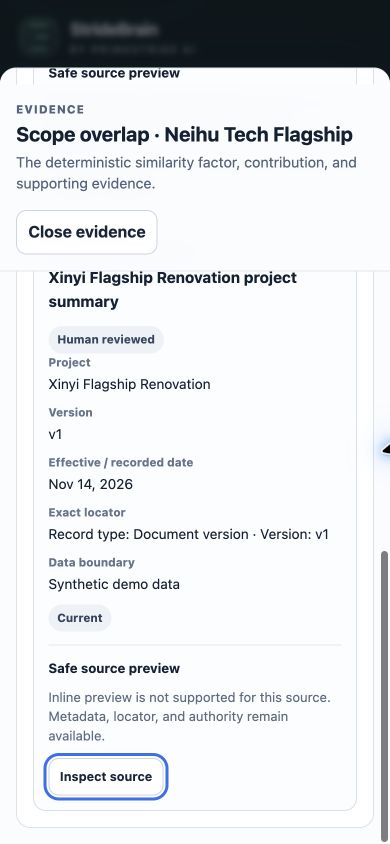 StrideBrain
Safe source preview
EVIDENCE
Scope overlap · Neihu Tech Flagship
The deterministic similarity factor, contribution, and
supporting evidence.
Close evidence
Xinyi Flagship Renovation project
summary
Human reviewed
Project
Xinyi Flagship Renovation
Version
v1
Effective / recorded date
Nov 14, 2026
Exact locator
Record type: Document version · Version: v1
Data boundary
Synthetic demo data
Current
Safe source preview
Inline preview is not supported for this source.
Metadata, locator, and authority remain
available.
Inspect source